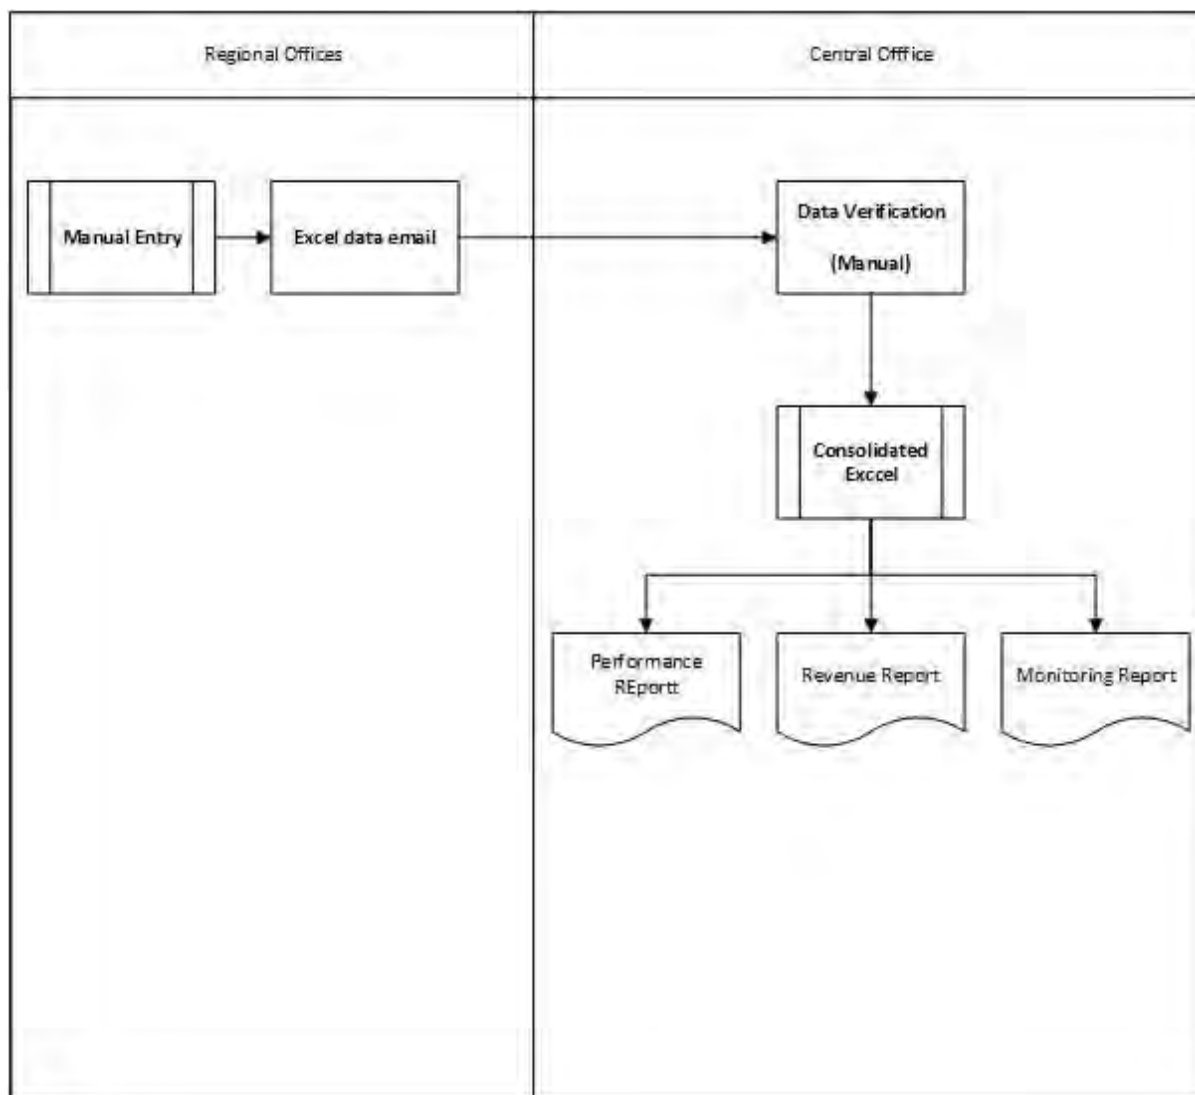 Regional Offices
Central Offfice
Manual Entry
Excel data email
Data Verification
(Manual)
Consolidated
Exccel
Performance
REportt
Revenue Report
Monitoring Report